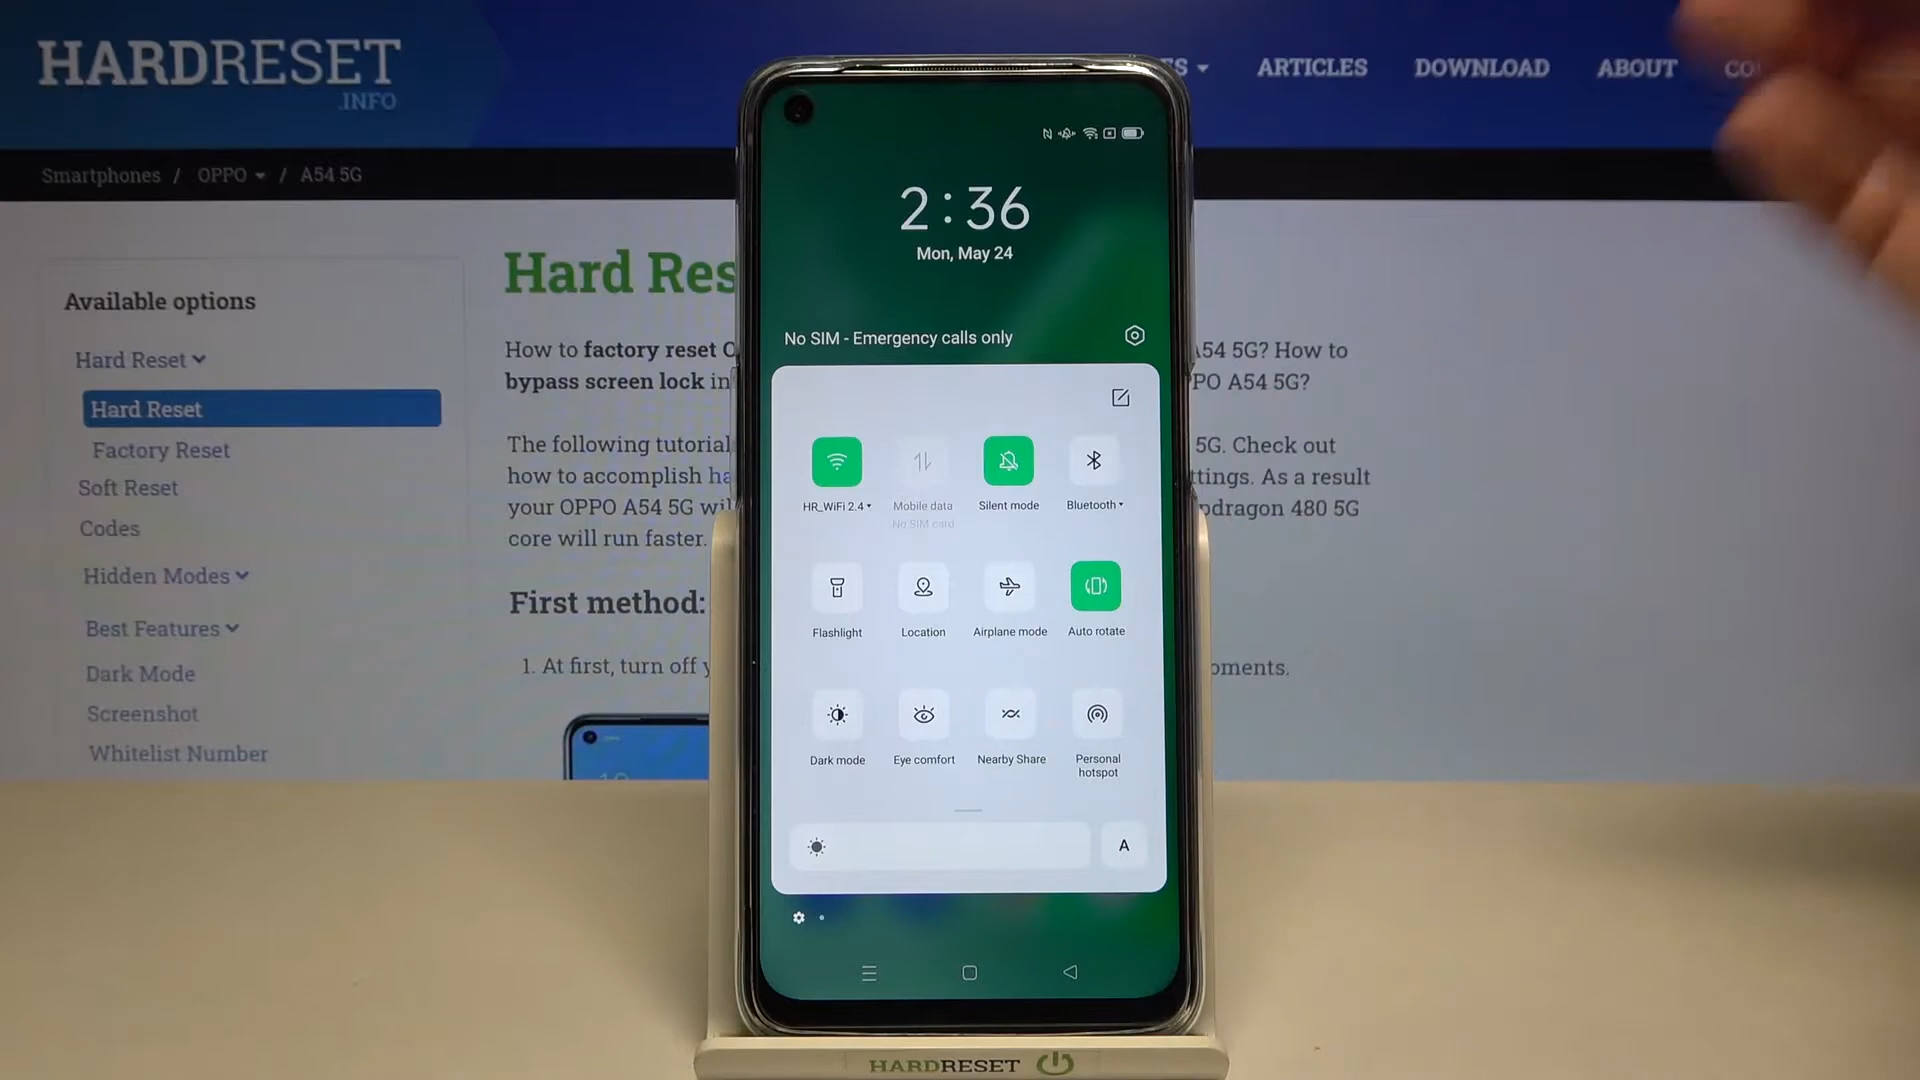 HARDRESET
.INFO
ARTICLES
DOWNLOAD
ABOUT
Smartphones / OPPO / A54 5G
Available options
Hard Reset
Hard Reset
Factory Reset
Soft Reset
Codes
Hidden Modes
Best Features
Dark Mode
Screenshot
Whitelist Number
Hard Res
How to factory reset
bypass screen lock in
The following tutorial
how to accomplish
your OPPO A54 5G
core will run faster.
First method:
1. At first, turn off
A54 5G? How to
PPO A54 5G?
5G. Check out
ttings. As a result
pdragon 480 5G
oments.
2:36
Mon, May 24
No SIM - Emergency calls only
HR_WiFi 2.4
Mobile data
No SIM card
Silent mode
Bluetooth
Flashlight
Location
Airplane mode
Auto rotate
Dark mode
Eye comfort
Nearby Share
Personal
hotspot
A
HARDRESET